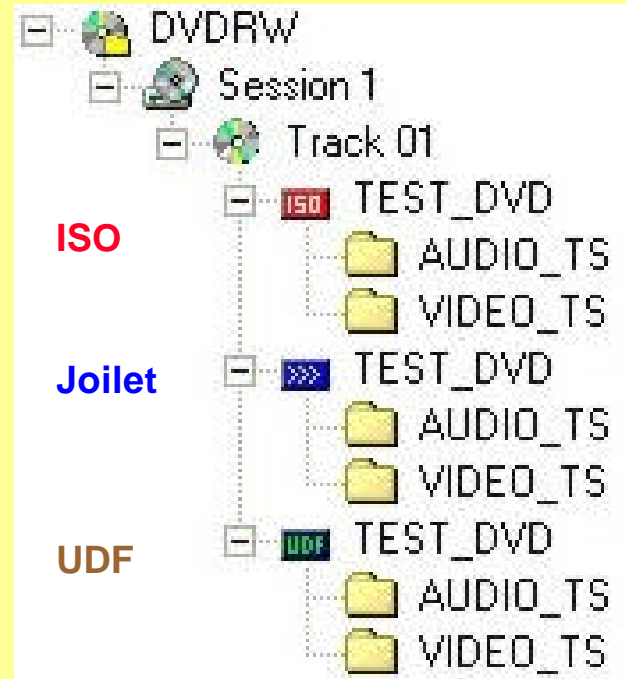 DVDRW
Session 1
Track 01
ISO TEST_DVD
ISO
AUDIO_TS
VIDEO_TS
TEST_DVD
Joilet
AUDIO_TS
VIDEO_TS
UDF TEST_DVD
UDF
AUDIO_TS
VIDEO_TS